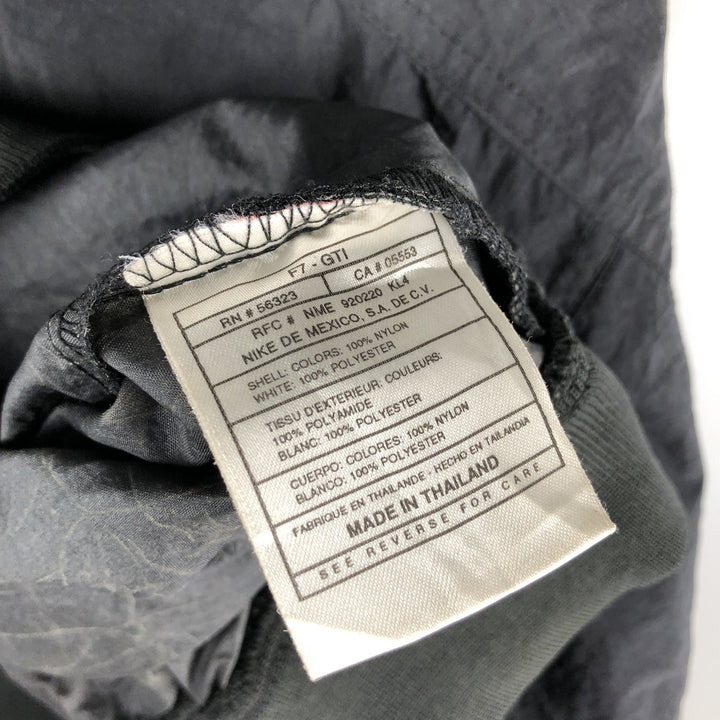 F7 - GTI
RN # 56323 CA # 05553
RFC # NME 920220 KL4
NIKE DE MEXICO, S.A. DE C.V.
SHELL: COLORS: 100% NYLON
WHITE: 100% POLYESTER
TISSU D'EXTERIEUR: COULEURS:
100% POLYAMIDE
BLANC: 100% POLYESTER
CUERPO: COLORES: 100% NYLON
BLANCO: 100% POLYESTER
FABRIQUE EN THAILANDE - HECHO EN TAILANDIA
MADE IN THAILAND
SEE REVERSE FOR CARE